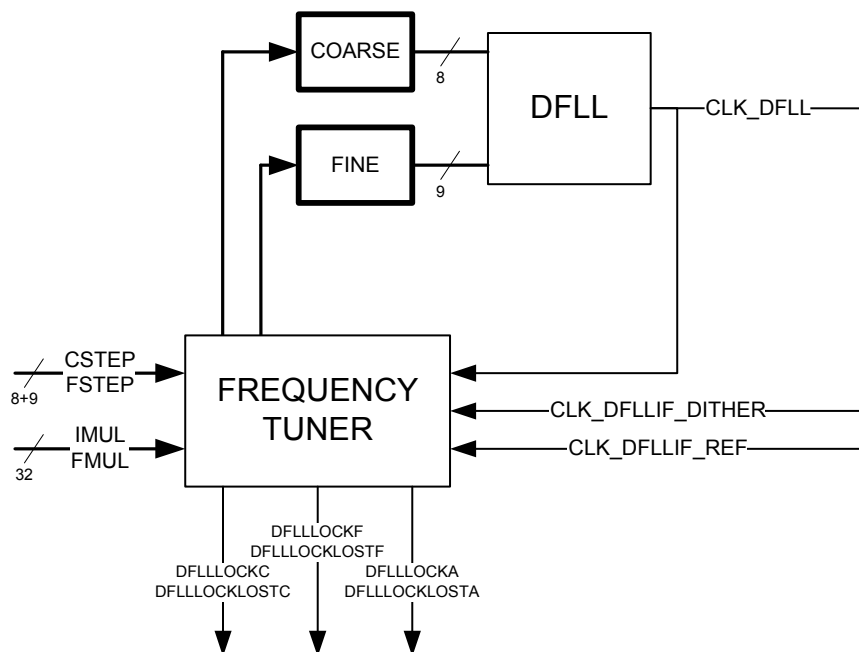 COARSE
8
DFLL
CLK_DFLL
FINE
9
CSTEP
FSTEP
8+9
FREQUENCY
TUNER
CLK_DFLLIF_DITHER
IMUL
FMUL
32
CLK_DFLLIF_REF
DFLLLOCKF
DFLLLOCKLOSTF
DFLLLOCKC
DFLLLOCKLOSTC
DFLLLOCKA
DFLLLOCKLOSTA